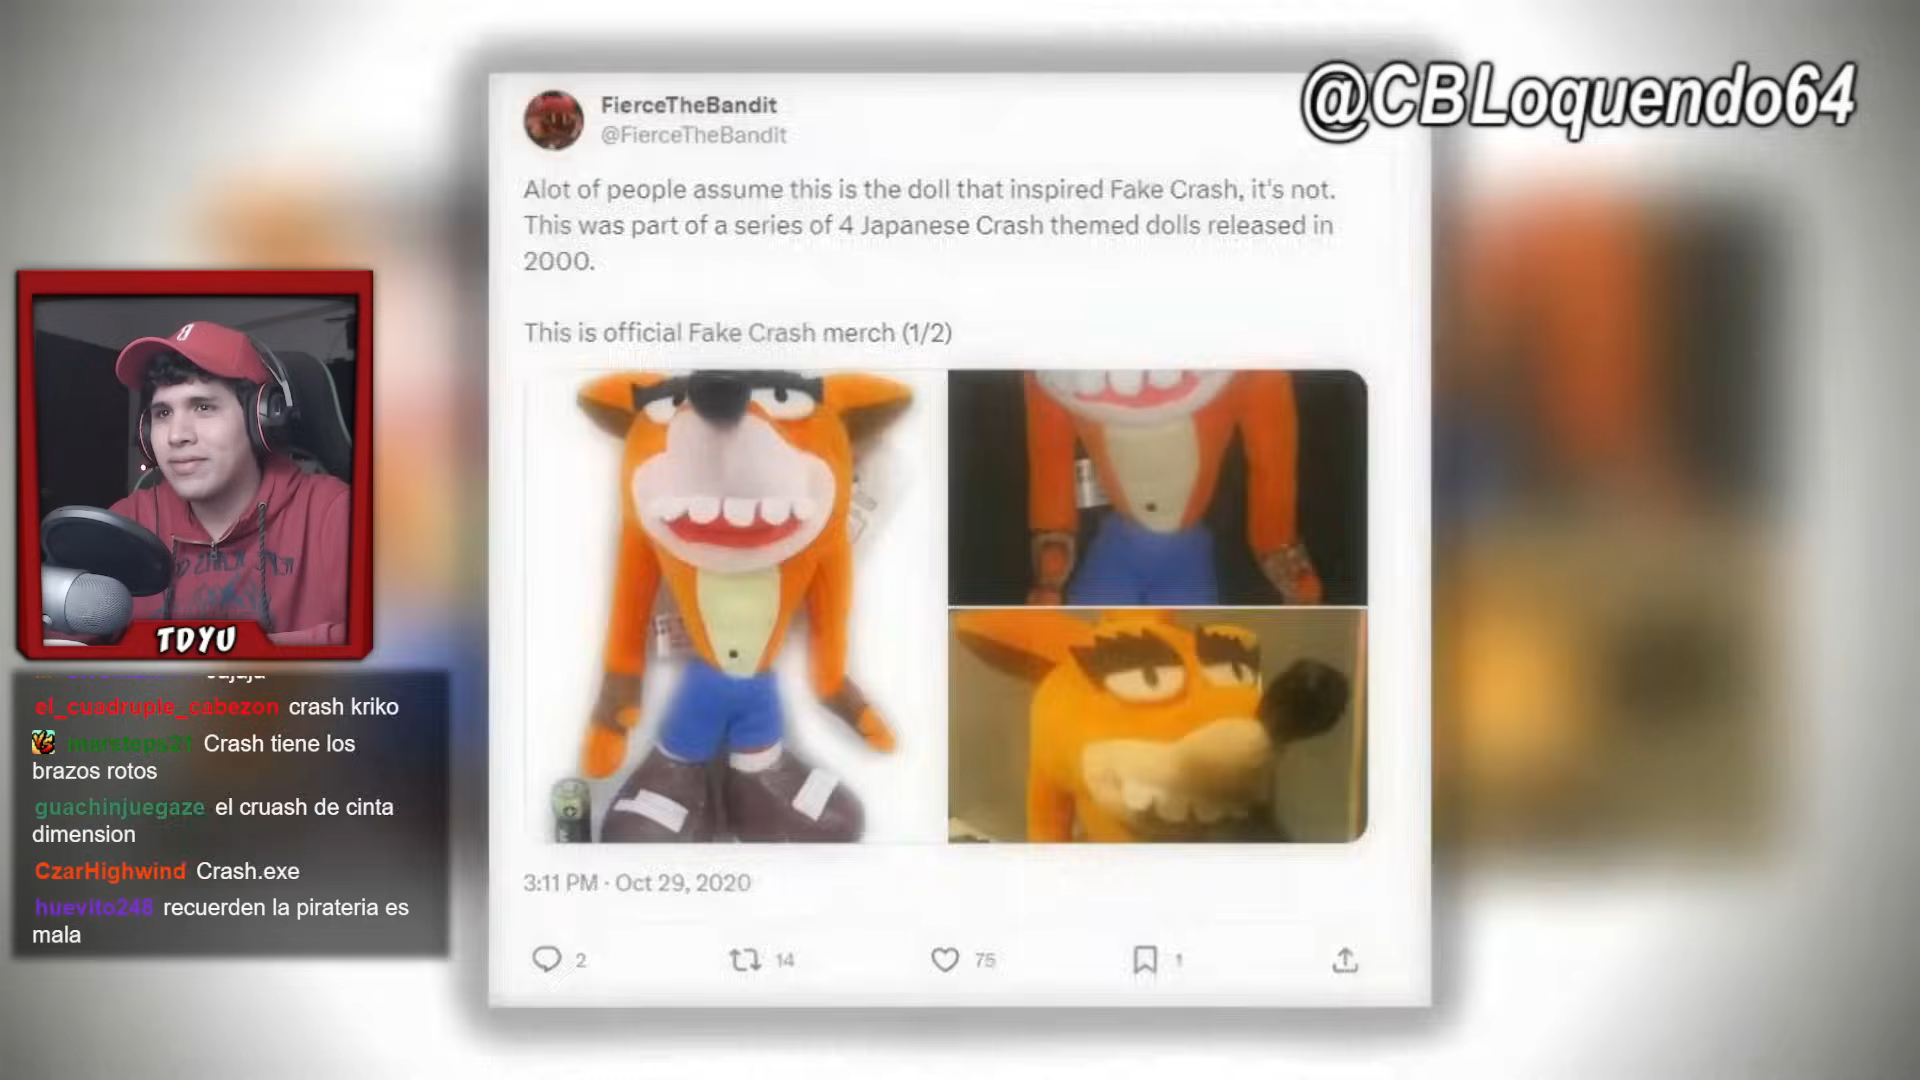 @CBLoquendo64
FierceTheBandit
@FierceTheBandit
Alot of people assume this is the doll that inspired Fake Crash, it's not.
This was part of a series of 4 Japanese Crash themed dolls released in
2000.
This is official Fake Crash merch (1/2)
3:11 PM · Oct 29, 2020
2
14
75
1
TDYU
el_cuadruple_cabezon crash kriko
marsteps21 Crash tiene los
brazos rotos
guachinjuegaze el cruash de cinta
dimension
CzarHighwind Crash.exe
huevito248 recuerden la pirateria es
mala